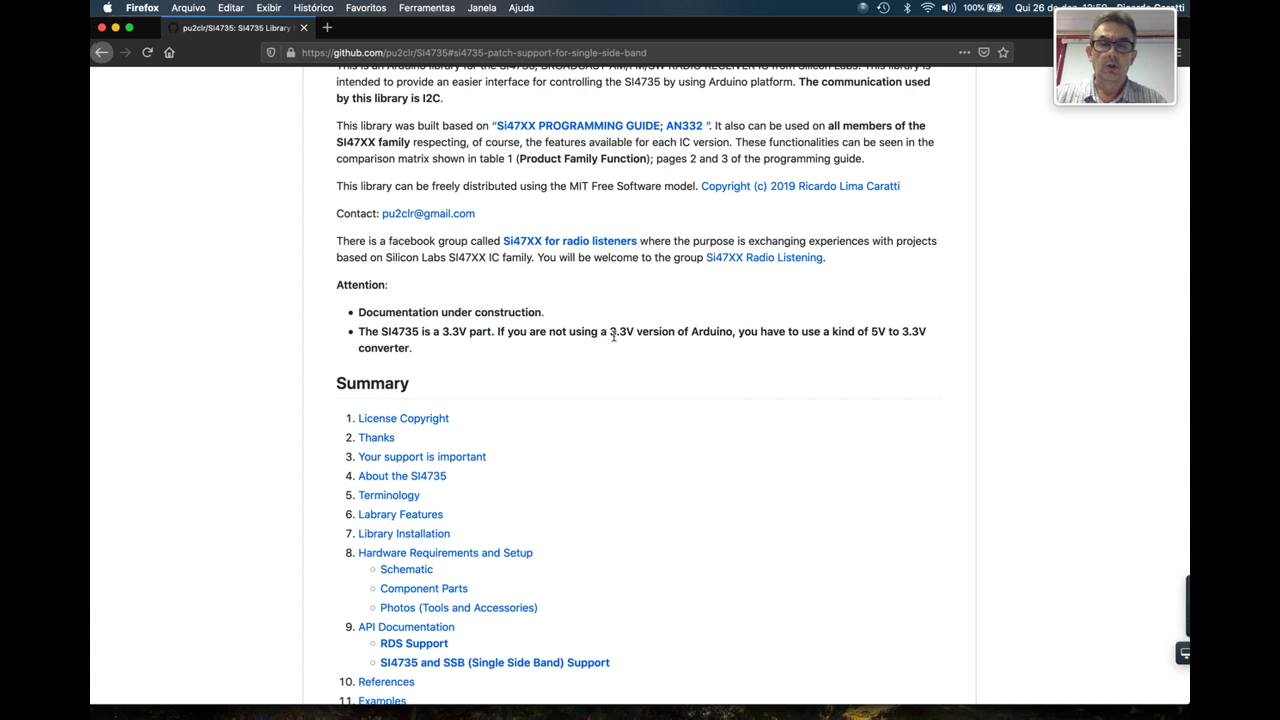 Firefox Arquivo Editar Exibir Histórico Favoritos Ferramentas Janela Ajuda 100% Qui 26 de
pu2clr/SI4735: SI4735 Library
https://github.com/pu2clr/SI4735#si4735-patch-support-for-single-side-band
This is an Arduino library for the SI4735, BROADCAST AM/FM/SW RADIO RECEIVER IC from Silicon Labs. This library is
intended to provide an easier interface for controlling the SI4735 by using Arduino platform. The communication used
by this library is I2C.
This library was built based on “Si47XX PROGRAMMING GUIDE; AN332 ”. It also can be used on all members of the
SI47XX family respecting, of course, the features available for each IC version. These functionalities can be seen in the
comparison matrix shown in table 1 (Product Family Function); pages 2 and 3 of the programming guide.
This library can be freely distributed using the MIT Free Software model. Copyright (c) 2019 Ricardo Lima Caratti
Contact: pu2clr@gmail.com
There is a facebook group called Si47XX for radio listeners where the purpose is exchanging experiences with projects
based on Silicon Labs SI47XX IC family. You will be welcome to the group Si47XX Radio Listening.
Attention:
• Documentation under construction.
• The SI4735 is a 3.3V part. If you are not using a 3.3V version of Arduino, you have to use a kind of 5V to 3.3V
converter.
Summary
1. License Copyright
2. Thanks
3. Your support is important
4. About the SI4735
5. Terminology
6. Labrary Features
7. Library Installation
8. Hardware Requirements and Setup
Schematic
Component Parts
Photos (Tools and Accessories)
9. API Documentation
RDS Support
SI4735 and SSB (Single Side Band) Support
10. References
11. Examples